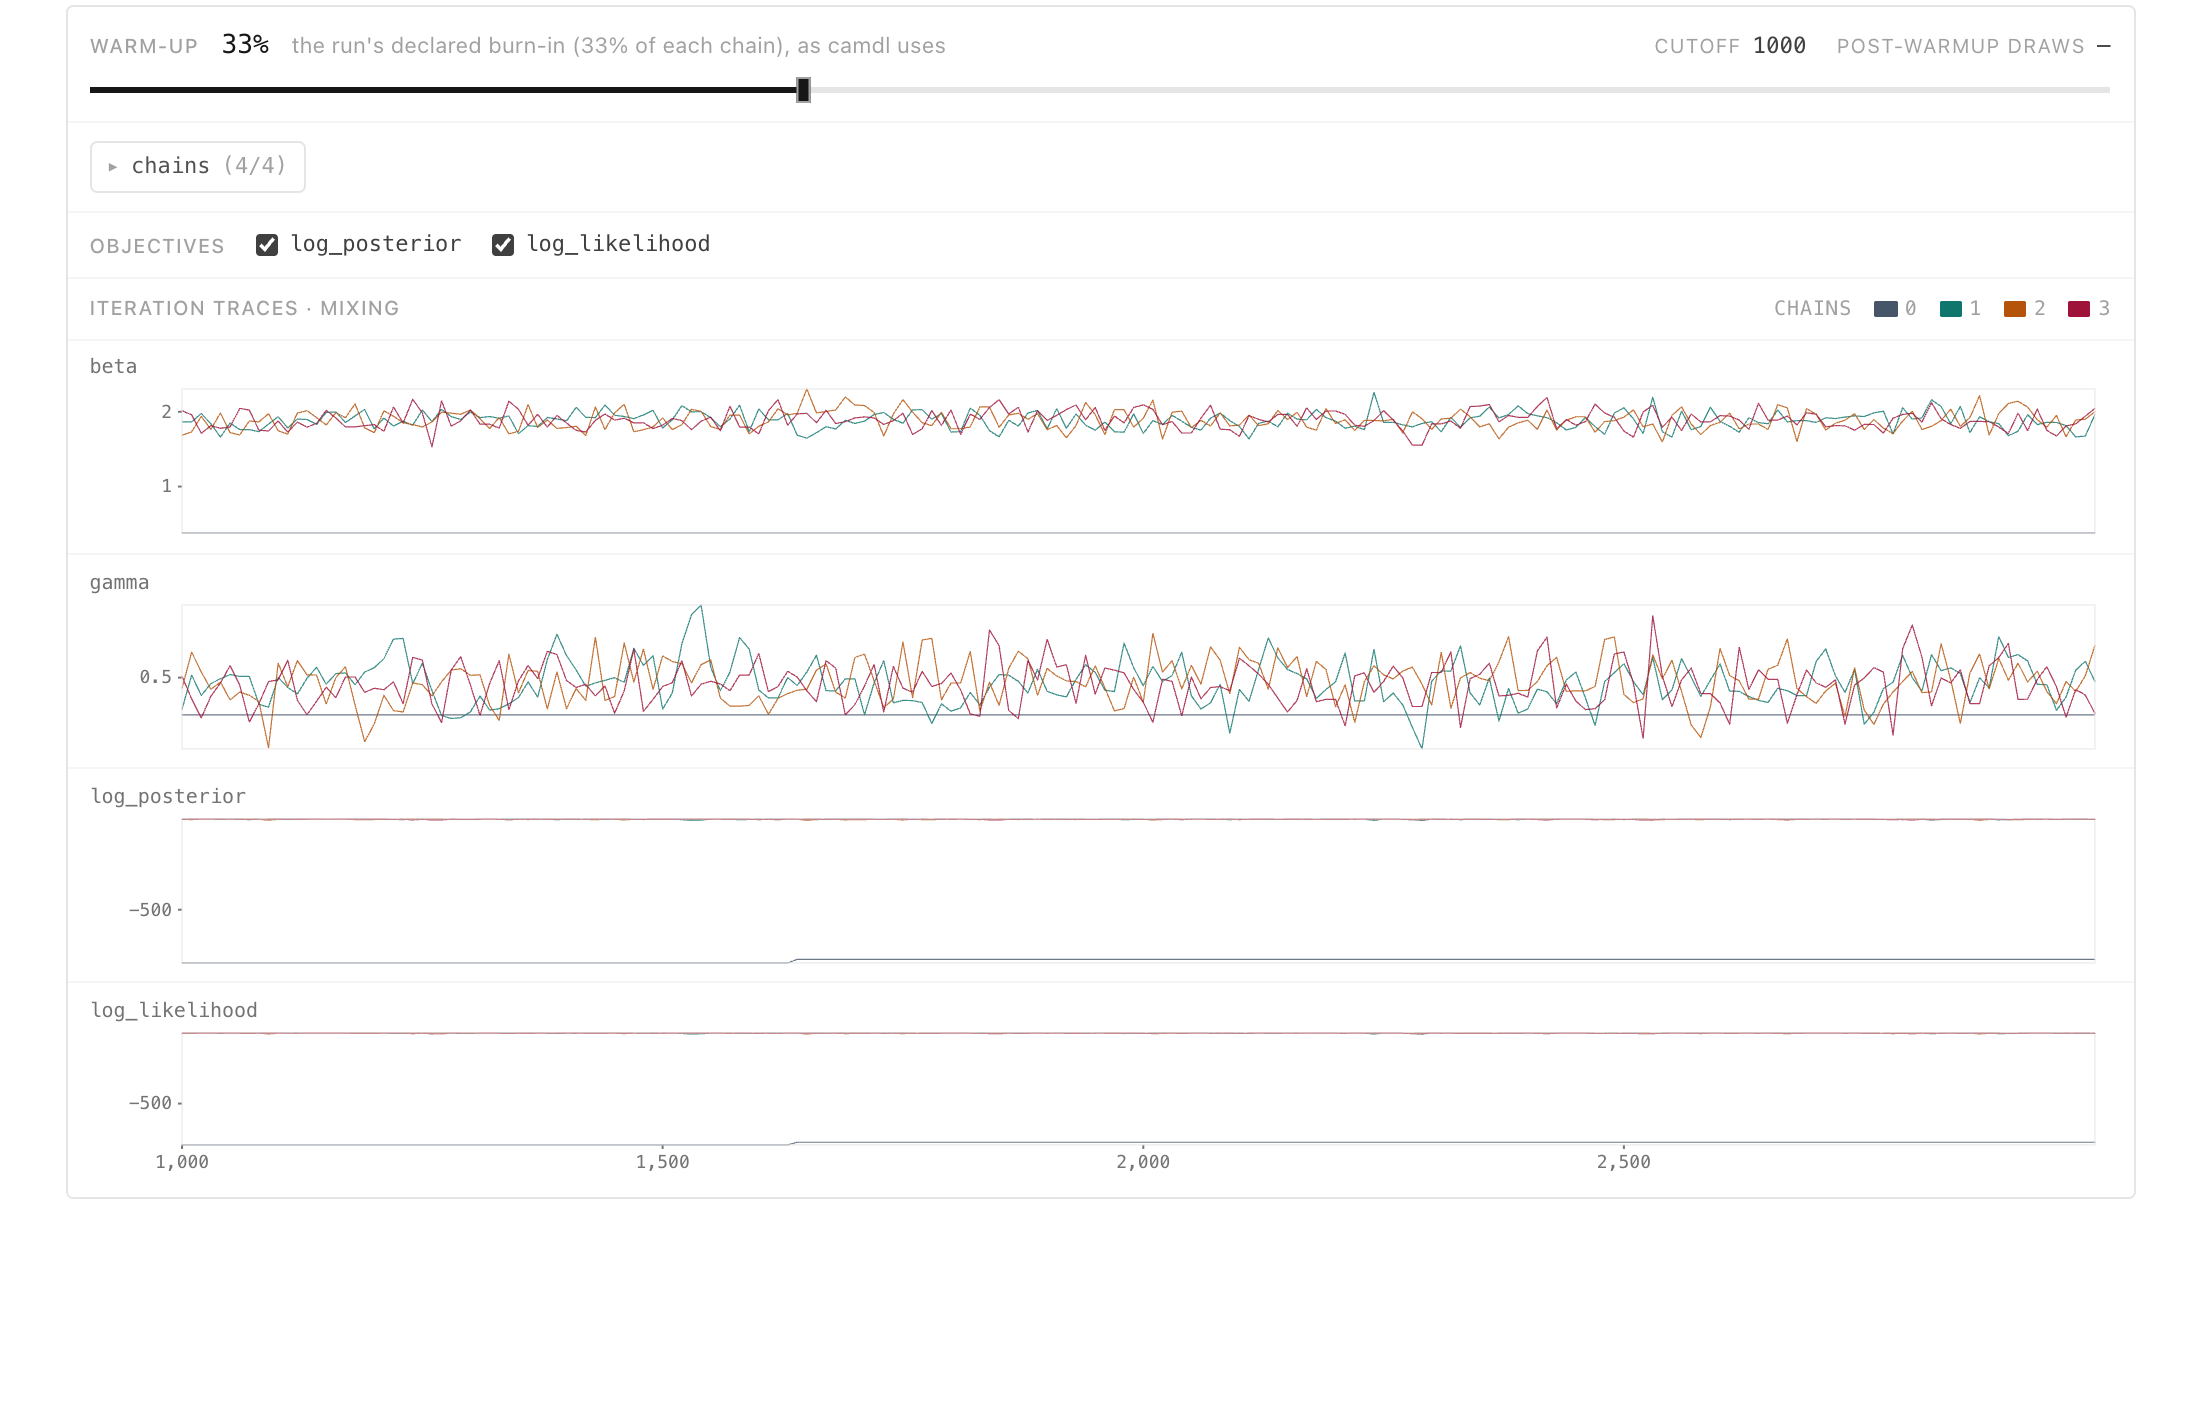 WARM-UP 33% the run's declared burn-in (33% of each chain), as camdl uses CUTOFF 1000 POST-WARMUP DRAWS —
▸ chains (4/4)
OBJECTIVES log_posterior log_likelihood
ITERATION TRACES · MIXING CHAINS 0 1 2 3
beta
2
1
gamma
0.5
log_posterior
−500
log_likelihood
−500
1,000 1,500 2,000 2,500